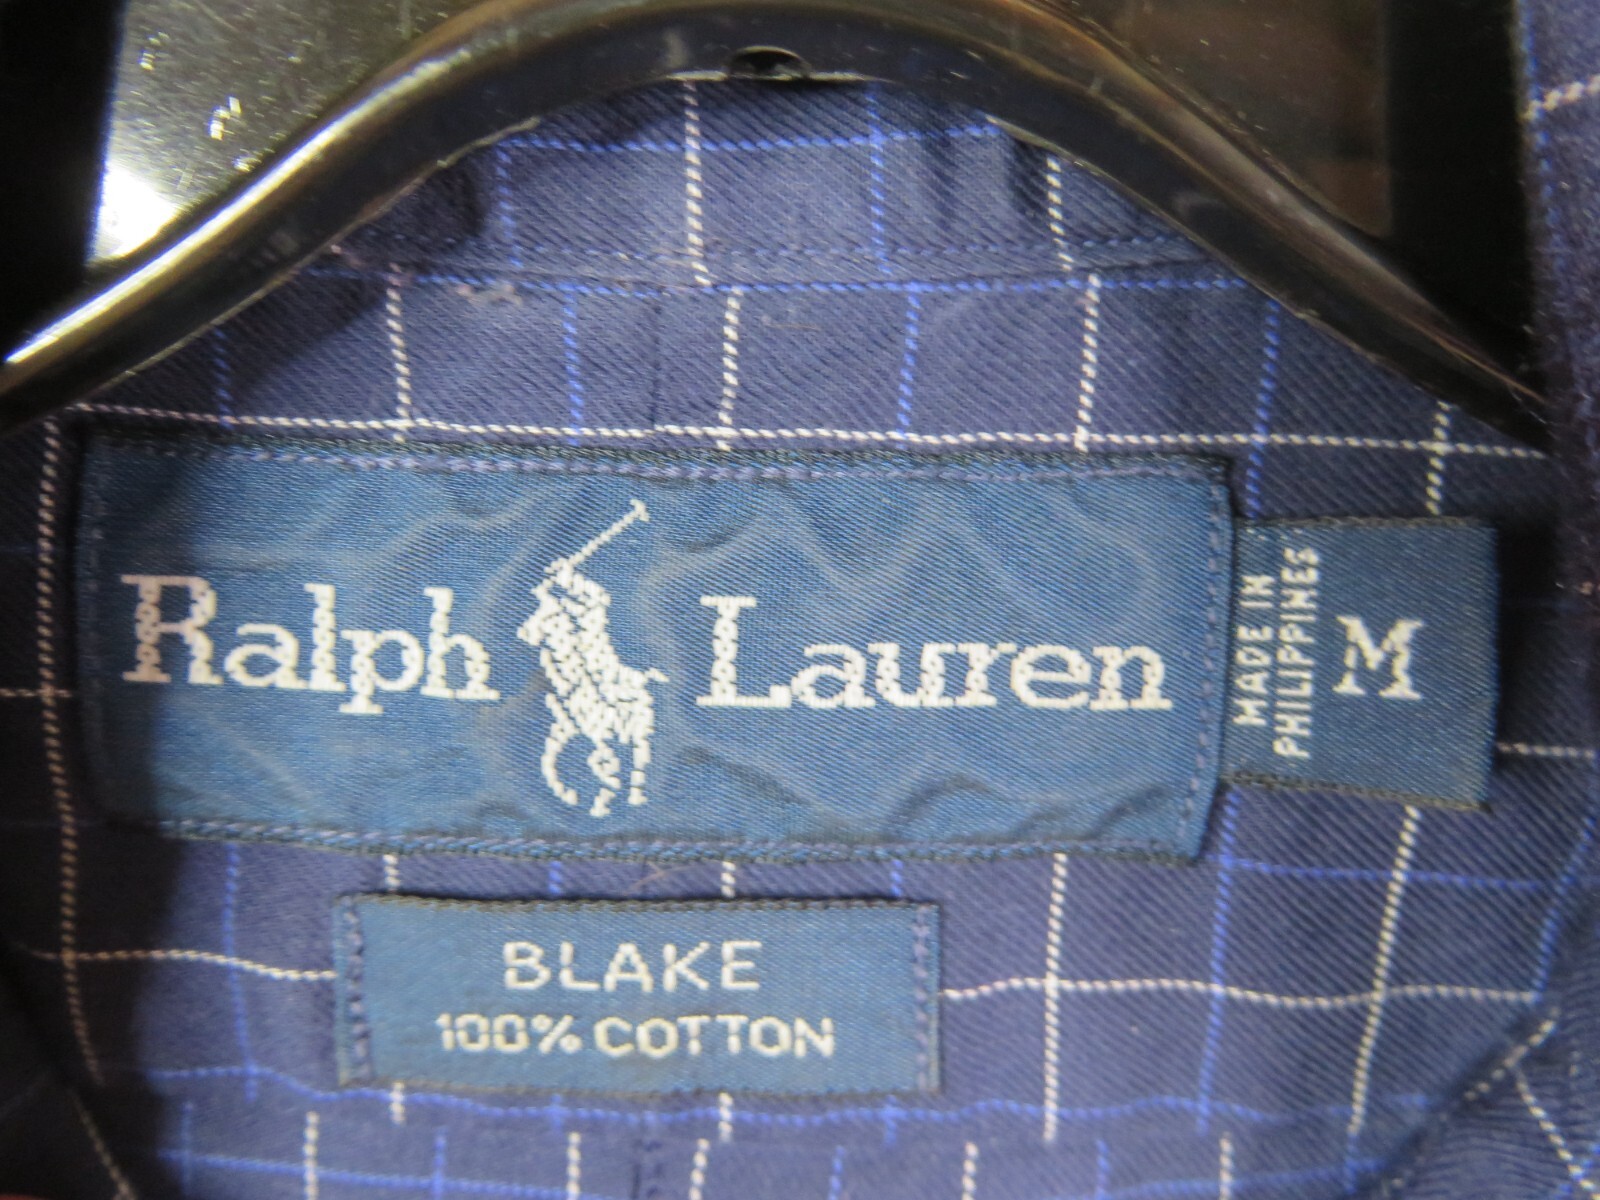 Ralph Lauren
MADE IN
PHILIPPINES
M
BLAKE
100% COTTON